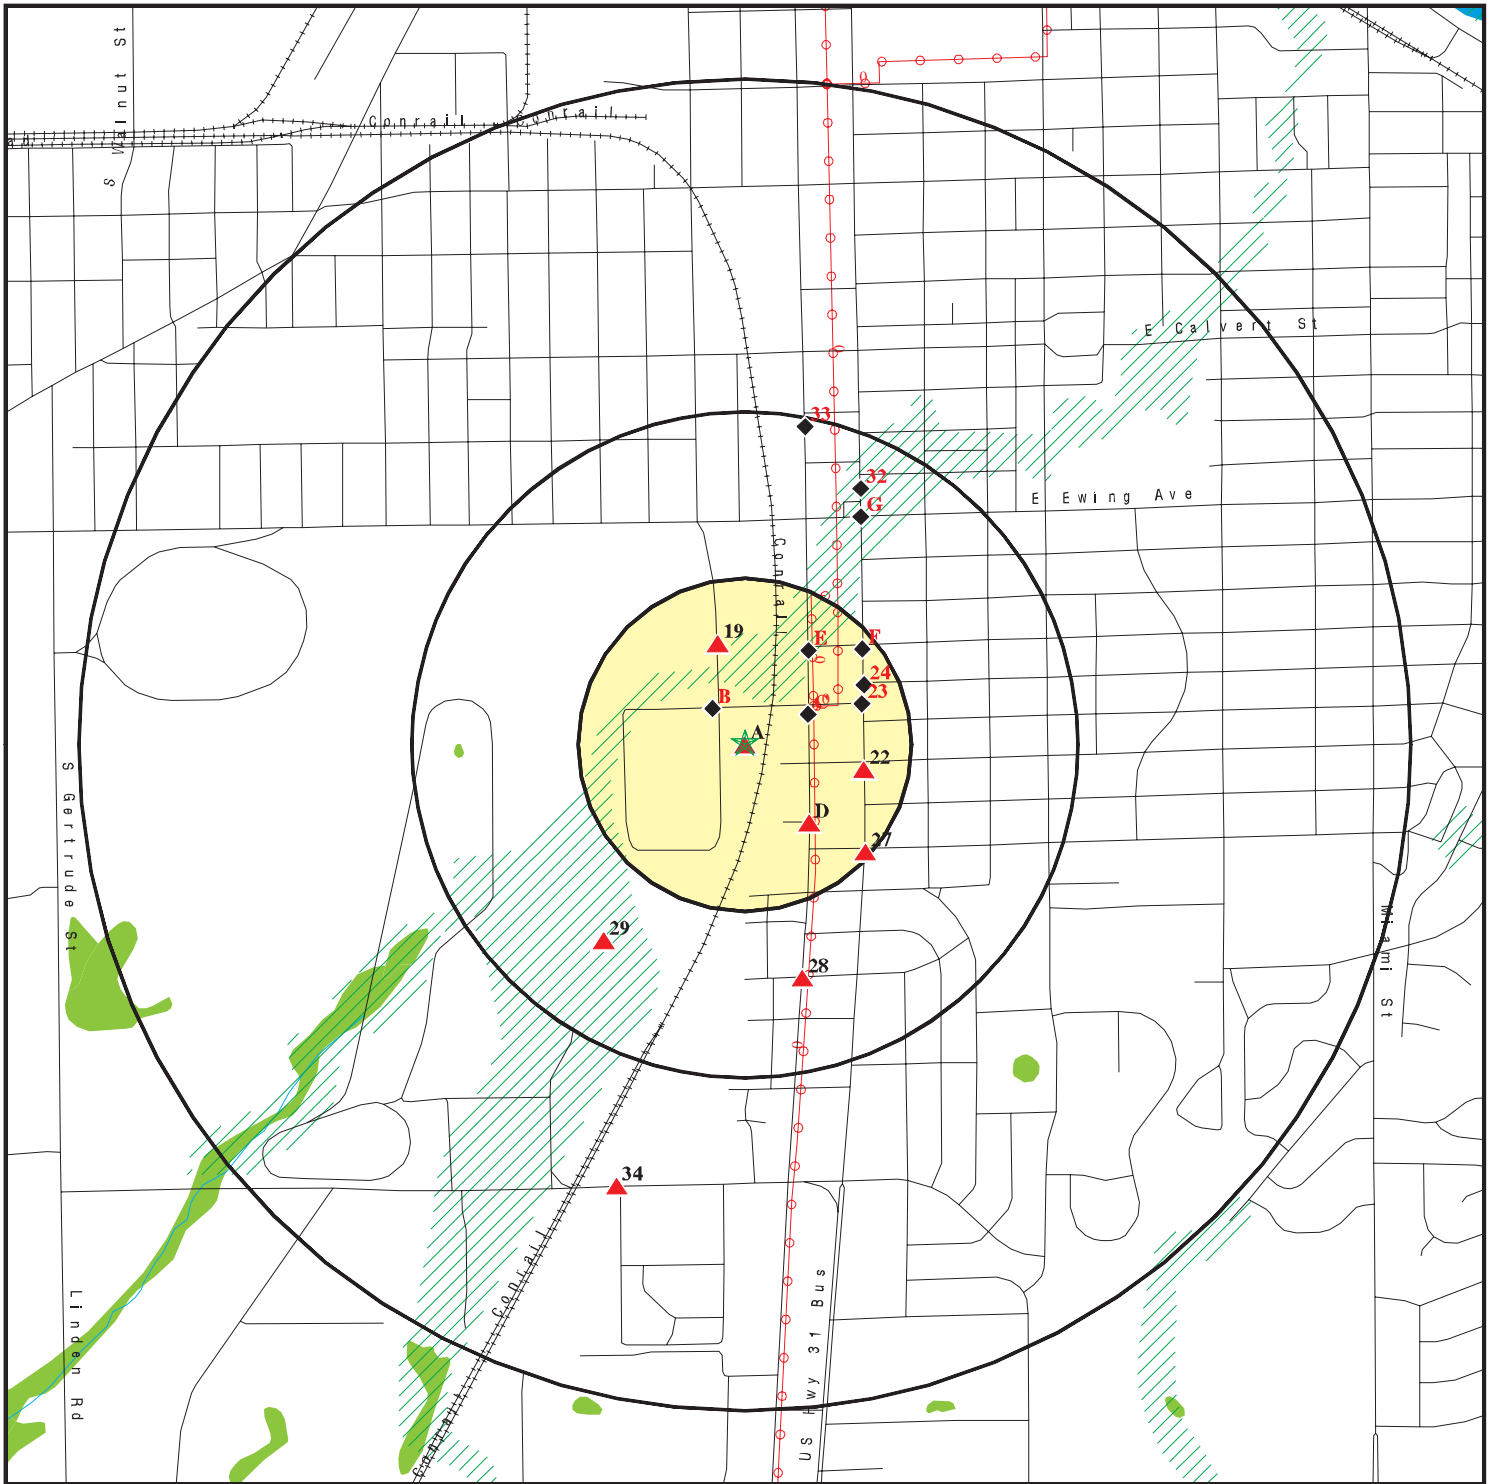 S Walnut St
Conrail
Conrail
ad
E Calvert St
33
32
E Ewing Ave
G
Conrail
19
E
F
24
B
C
23
A
22
S Gertrude St
D
27
29
28
Miami St
34
Conrail
US Hwy 31 Bus
Linden Rd
Conrail